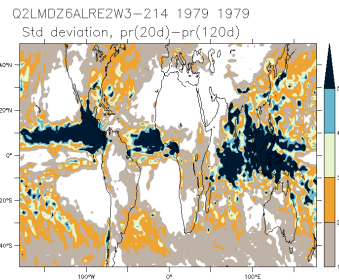 Q2LMDZ6ALRE2W3-214 1979 1979
Std deviation, pr(20d)-pr(120d)
40°N
20°N
0°
20°S
40°S
100°W
0°
100°E
5
4
3
2
1